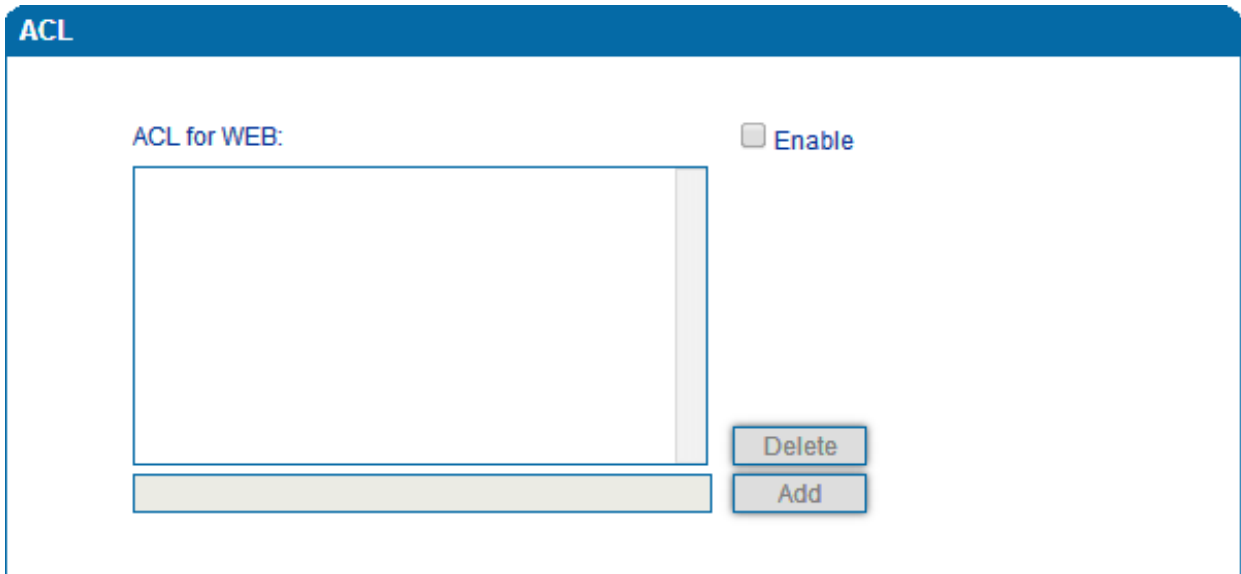 ACL
ACL for WEB:
Enable
Delete
Add